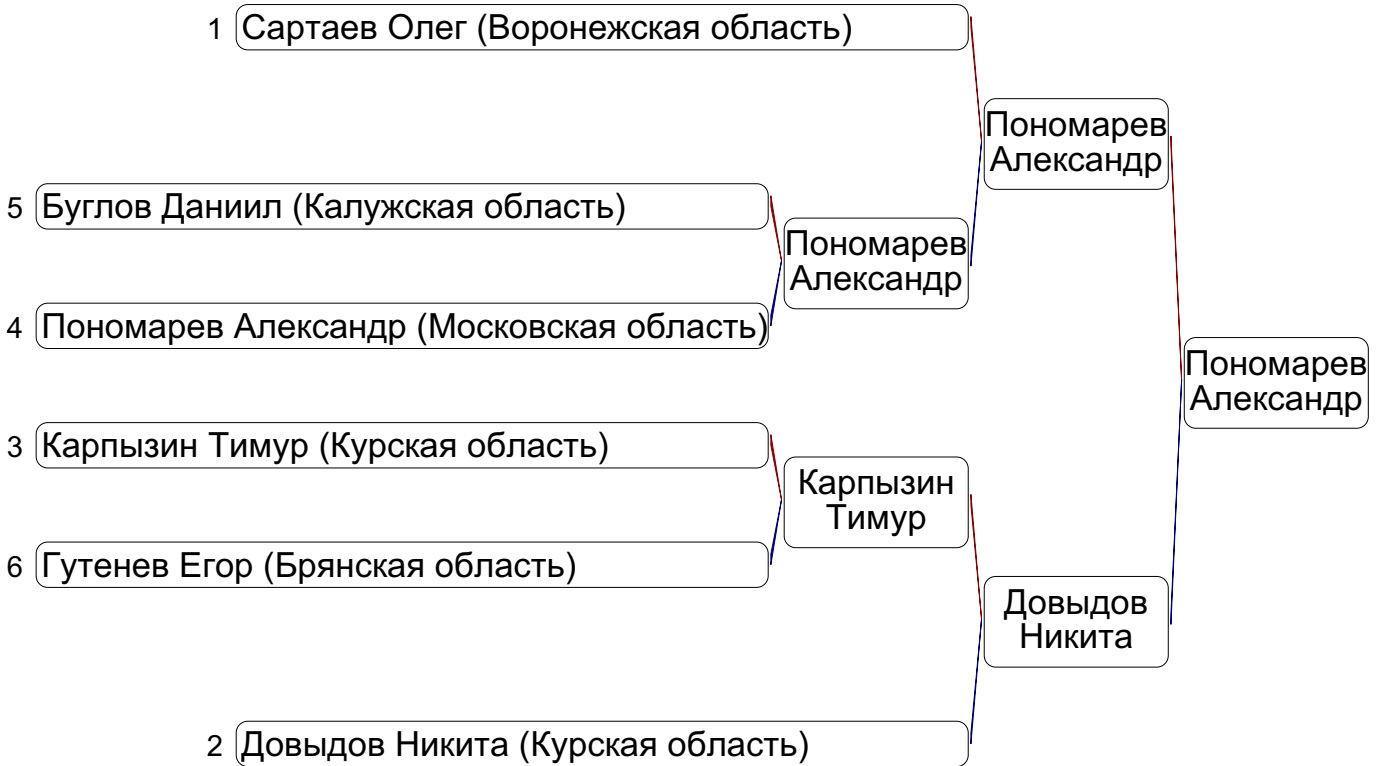 1 Сартаев Олег (Воронежская область)
Пономарев
Александр
5 Буглов Даниил (Калужская область)
Пономарев
Александр
4 Пономарев Александр (Московская область)
Пономарев
Александр
3 Карпызин Тимур (Курская область)
Карпызин
Тимур
6 Гутенев Егор (Брянская область)
Довыдов
Никита
2 Довыдов Никита (Курская область)